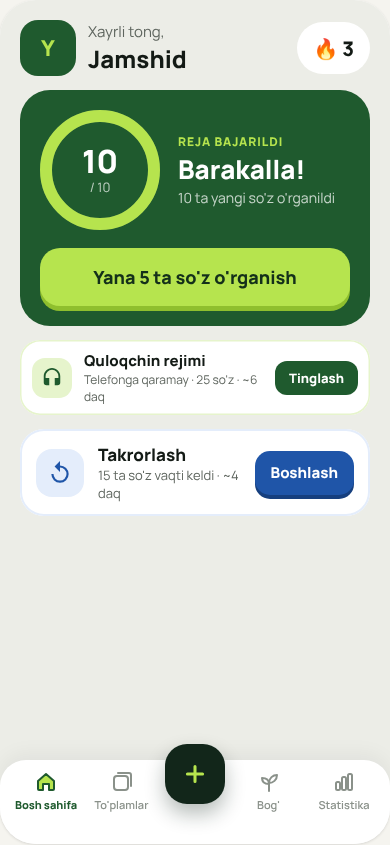 Y
Xayrli tong,
Jamshid
🔥 3
10
/ 10
REJA BAJARILDI
Barakalla!
10 ta yangi so'z o'rganildi
Yana 5 ta so'z o'rganish
Quloqchin rejimi
Telefonga qaramay · 25 so'z · ~6
daq
Tinglash
Takrorlash
15 ta so'z vaqti keldi · ~4
daq
Boshlash
Bosh sahifa
To'plamlar
Bog'
Statistika